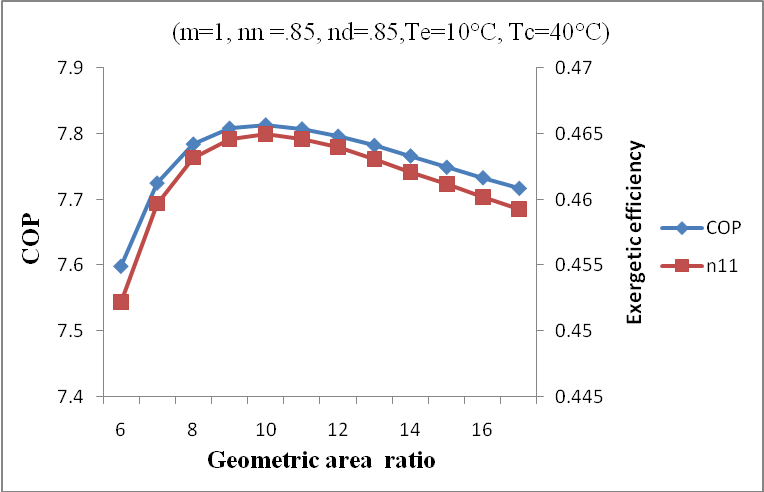 (m=1, nn =.85, nd=.85,Te=10°C, Tc=40°C)
7.9
7.8
7.7
7.6
7.5
7.4
COP
0.47
0.465
0.46
0.455
0.45
0.445
Exergetic efficiency
COP
n11
6 8 10 12 14 16
Geometric area ratio